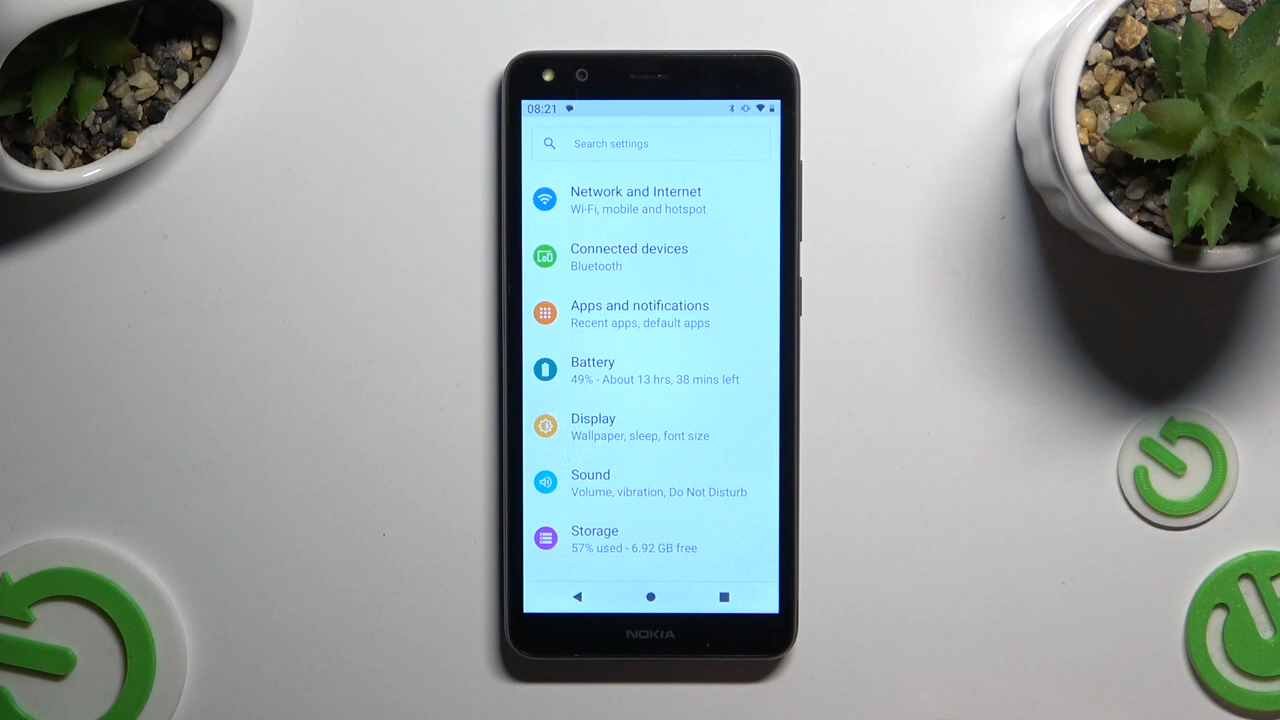 08:21
Search settings
Network and Internet
Wi-Fi, mobile and hotspot
Connected devices
Bluetooth
Apps and notifications
Recent apps, default apps
Battery
49% - About 13 hrs, 38 mins left
Display
Wallpaper, sleep, font size
Sound
Volume, vibration, Do Not Disturb
Storage
57% used - 6.92 GB free
NOKIA